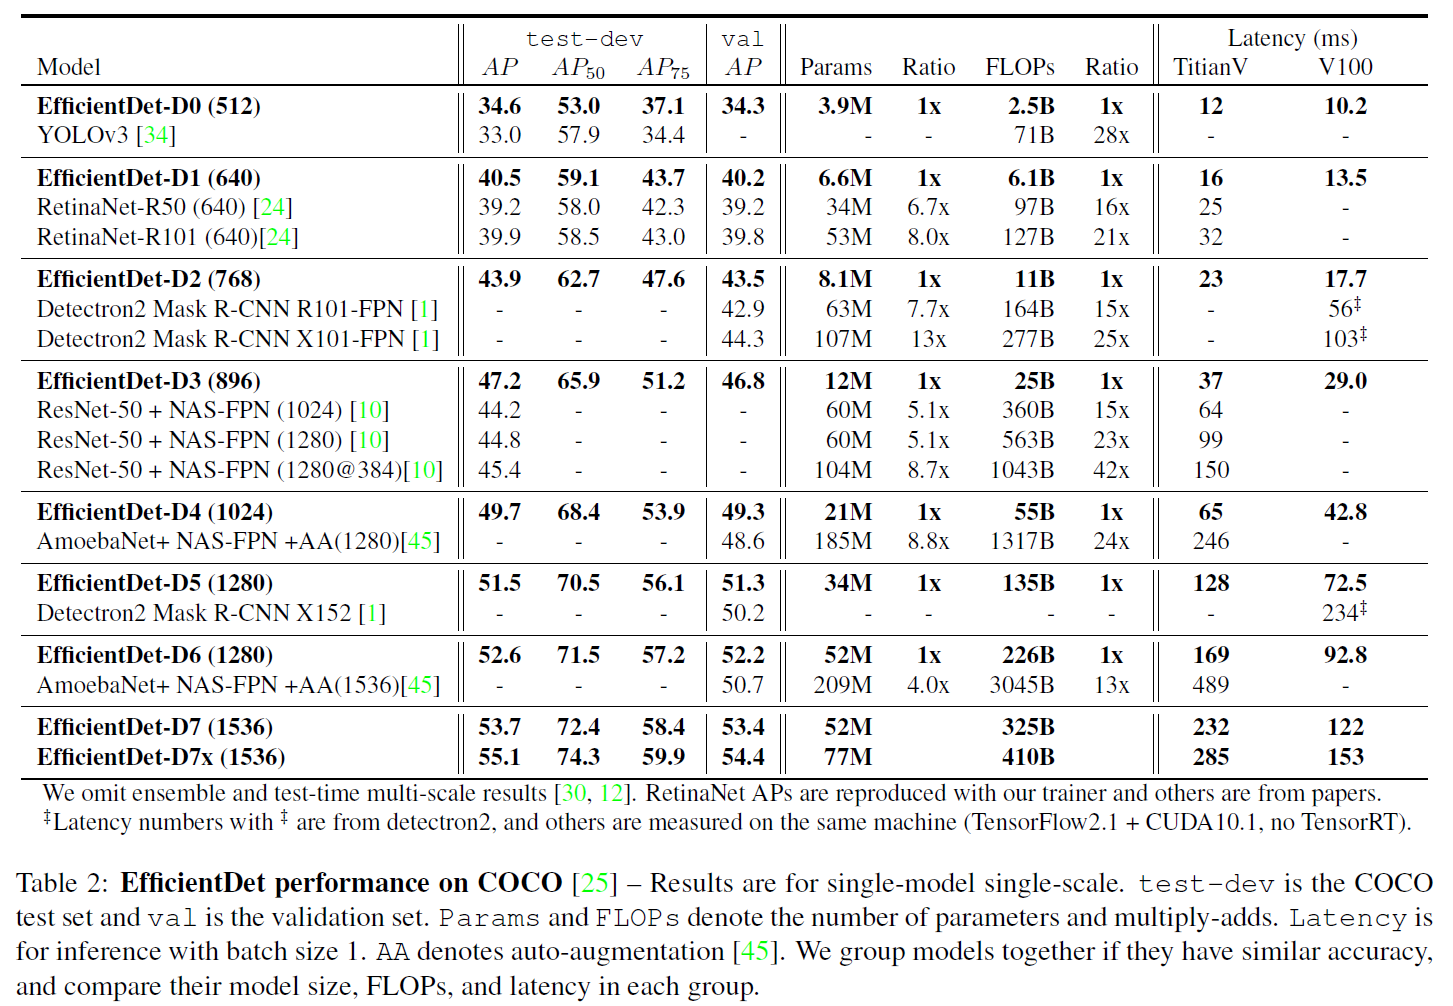 test-dev val Latency (ms)
Model AP AP50 AP75 AP Params Ratio FLOPs Ratio TitianV V100
EfficientDet-D0 (512) 34.6 53.0 37.1 34.3 3.9M 1x 2.5B 1x 12 10.2
YOLOv3 [34] 33.0 57.9 34.4 - - - 71B 28x - -
EfficientDet-D1 (640) 40.5 59.1 43.7 40.2 6.6M 1x 6.1B 1x 16 13.5
RetinaNet-R50 (640) [24] 39.2 58.0 42.3 39.2 34M 6.7x 97B 16x 25 -
RetinaNet-R101 (640)[24] 39.9 58.5 43.0 39.8 53M 8.0x 127B 21x 32 -
EfficientDet-D2 (768) 43.9 62.7 47.6 43.5 8.1M 1x 11B 1x 23 17.7
Detectron2 Mask R-CNN R101-FPN [1] - - - 42.9 63M 7.7x 164B 15x - 56‡
Detectron2 Mask R-CNN X101-FPN [1] - - - 44.3 107M 13x 277B 25x - 103‡
EfficientDet-D3 (896) 47.2 65.9 51.2 46.8 12M 1x 25B 1x 37 29.0
ResNet-50 + NAS-FPN (1024) [10] 44.2 - - - 60M 5.1x 360B 15x 64 -
ResNet-50 + NAS-FPN (1280) [10] 44.8 - - - 60M 5.1x 563B 23x 99 -
ResNet-50 + NAS-FPN (1280@384)[10] 45.4 - - - 104M 8.7x 1043B 42x 150 -
EfficientDet-D4 (1024) 49.7 68.4 53.9 49.3 21M 1x 55B 1x 65 42.8
AmoebaNet+ NAS-FPN +AA(1280)[45] - - - 48.6 185M 8.8x 1317B 24x 246 -
EfficientDet-D5 (1280) 51.5 70.5 56.1 51.3 34M 1x 135B 1x 128 72.5
Detectron2 Mask R-CNN X152 [1] - - - 50.2 - - - - - 234‡
EfficientDet-D6 (1280) 52.6 71.5 57.2 52.2 52M 1x 226B 1x 169 92.8
AmoebaNet+ NAS-FPN +AA(1536)[45] - - - 50.7 209M 4.0x 3045B 13x 489 -
EfficientDet-D7 (1536) 53.7 72.4 58.4 53.4 52M 325B 232 122
EfficientDet-D7x (1536) 55.1 74.3 59.9 54.4 77M 410B 285 153
We omit ensemble and test-time multi-scale results [30, 12]. RetinaNet APs are reproduced with our trainer and others are from papers.
‡Latency numbers with ‡ are from detectron2, and others are measured on the same machine (TensorFlow2.1 + CUDA10.1, no TensorRT).
Table 2: EfficientDet performance on COCO [25] – Results are for single-model single-scale. test-dev is the COCO
test set and val is the validation set. Params and FLOPs denote the number of parameters and multiply-adds. Latency is
for inference with batch size 1. AA denotes auto-augmentation [45]. We group models together if they have similar accuracy,
and compare their model size, FLOPs, and latency in each group.